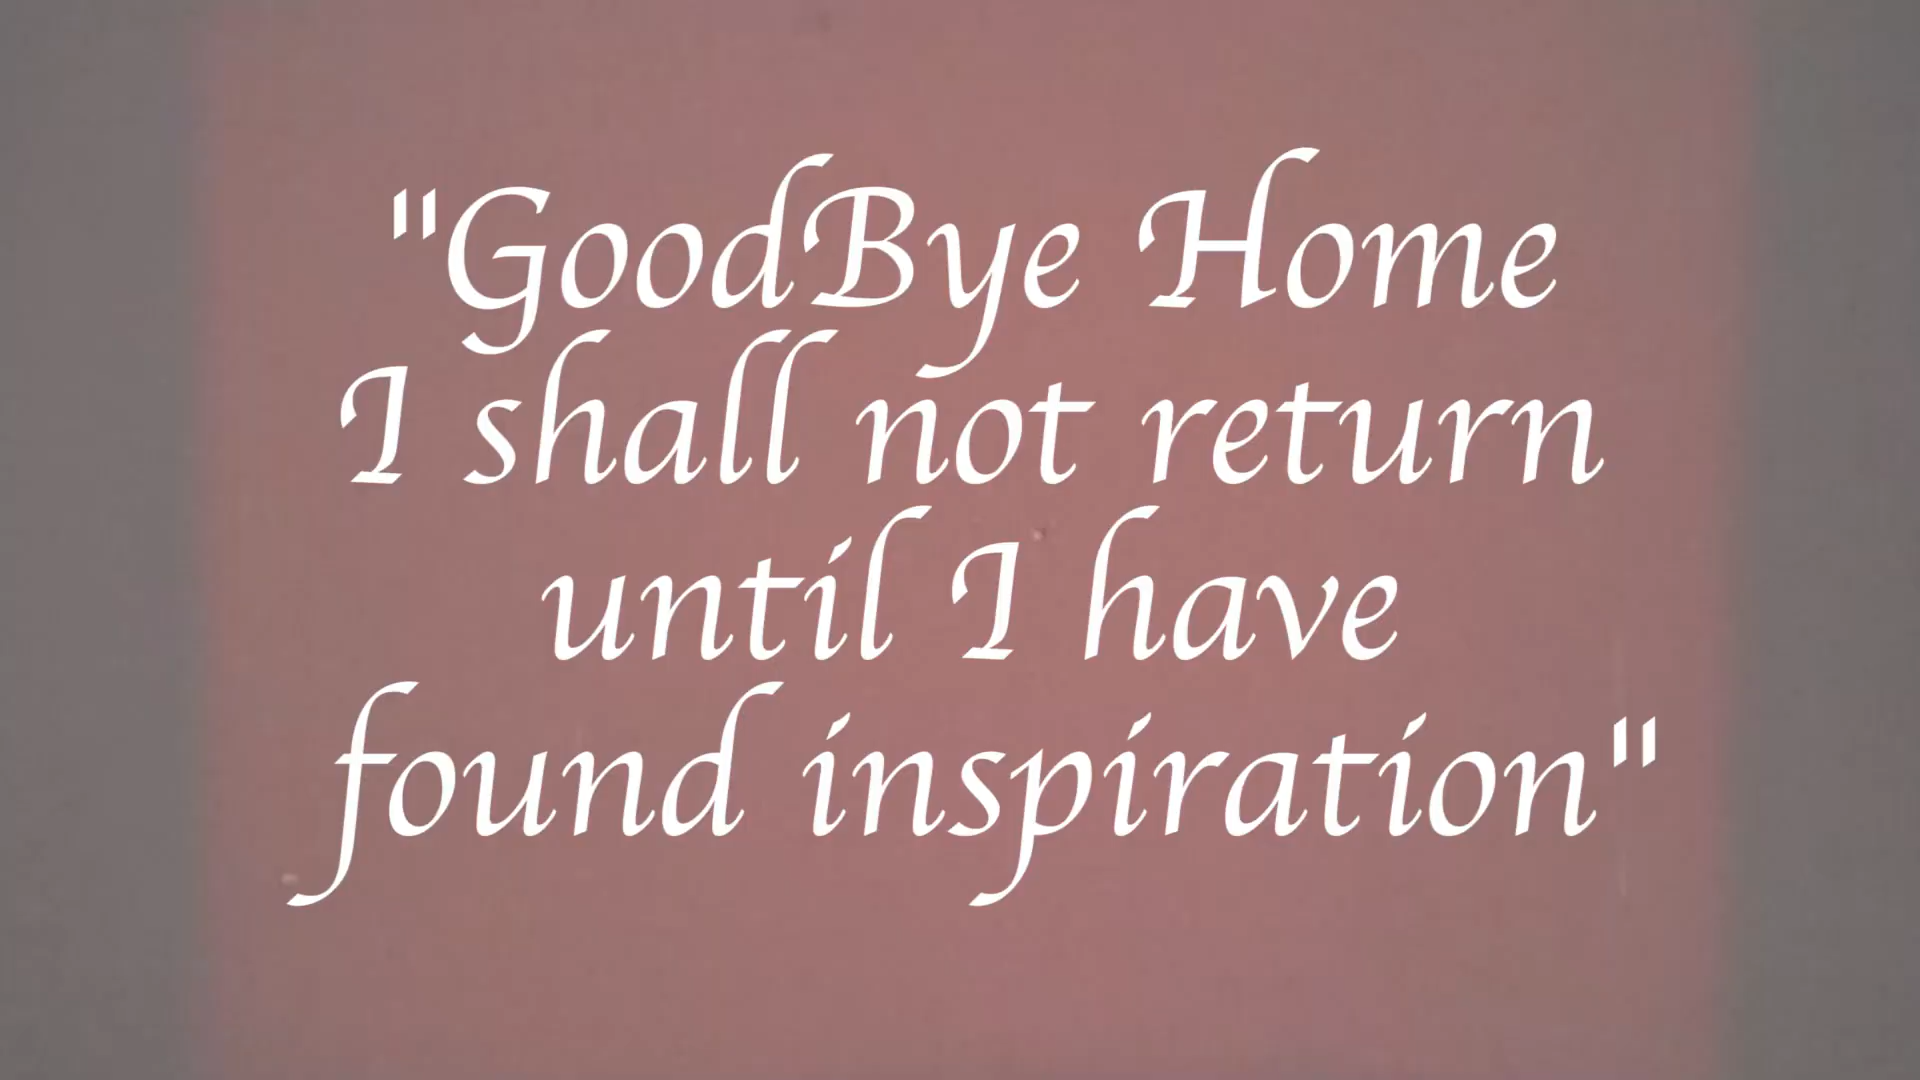 "GoodBye Home
I shall not return
until I have
found inspiration"